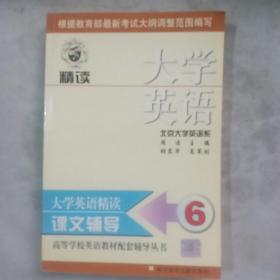 根据教育部最新考试大纲调整范围编写
精读
大学
英语
北京大学英语系
主编
大学英语精读
课文辅导
6
高等学校英语教材配套辅导丛书